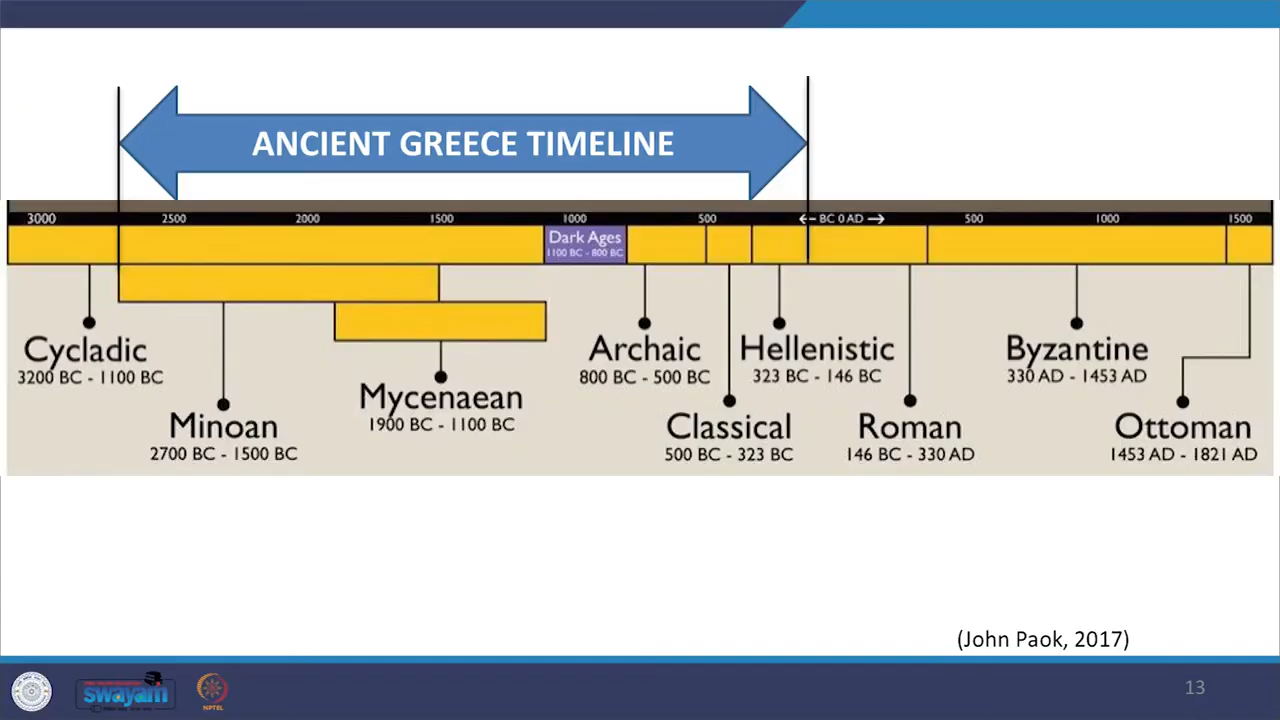 ANCIENT GREECE TIMELINE
3000 2500 2000 1500 1000 500 BC 0 AD 500 1000 1500
Dark Ages
1100 BC - 800 BC
Cycladic
3200 BC - 1100 BC
Minoan
2700 BC - 1500 BC
Mycenaean
1900 BC - 1100 BC
Archaic
800 BC - 500 BC
Classical
500 BC - 323 BC
Hellenistic
323 BC - 146 BC
Roman
146 BC - 330 AD
Byzantine
330 AD - 1453 AD
Ottoman
1453 AD - 1821 AD
(John Paok, 2017)
swayam
NPTEL
13